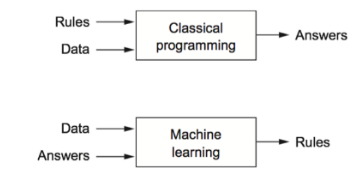 Rules
Data
Classical
programming
Answers
Data
Answers
Machine
learning
Rules